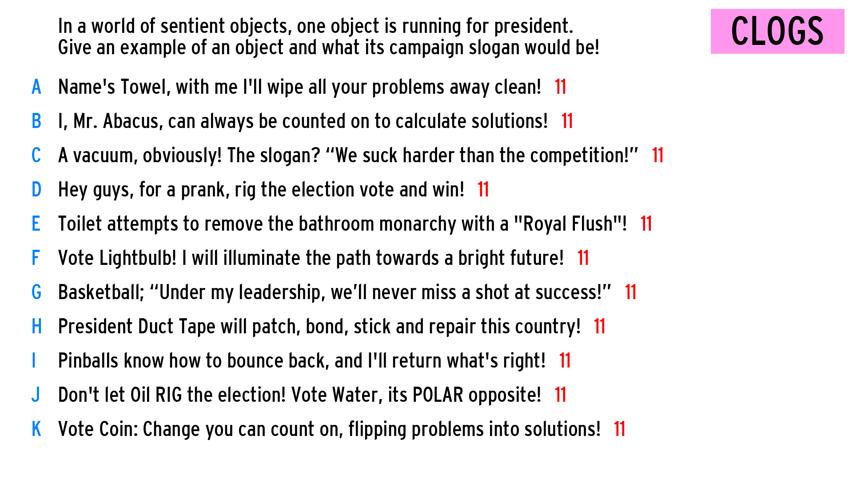 In a world of sentient objects, one object is running for president.
Give an example of an object and what its campaign slogan would be!
CLOGS
A Name's Towel, with me I'll wipe all your problems away clean! 11
B I, Mr. Abacus, can always be counted on to calculate solutions! 11
C A vacuum, obviously! The slogan? “We suck harder than the competition!” 11
D Hey guys, for a prank, rig the election vote and win! 11
E Toilet attempts to remove the bathroom monarchy with a "Royal Flush"! 11
F Vote Lightbulb! I will illuminate the path towards a bright future! 11
G Basketball; “Under my leadership, we’ll never miss a shot at success!” 11
H President Duct Tape will patch, bond, stick and repair this country! 11
I Pinballs know how to bounce back, and I'll return what's right! 11
J Don't let Oil RIG the election! Vote Water, its POLAR opposite! 11
K Vote Coin: Change you can count on, flipping problems into solutions! 11